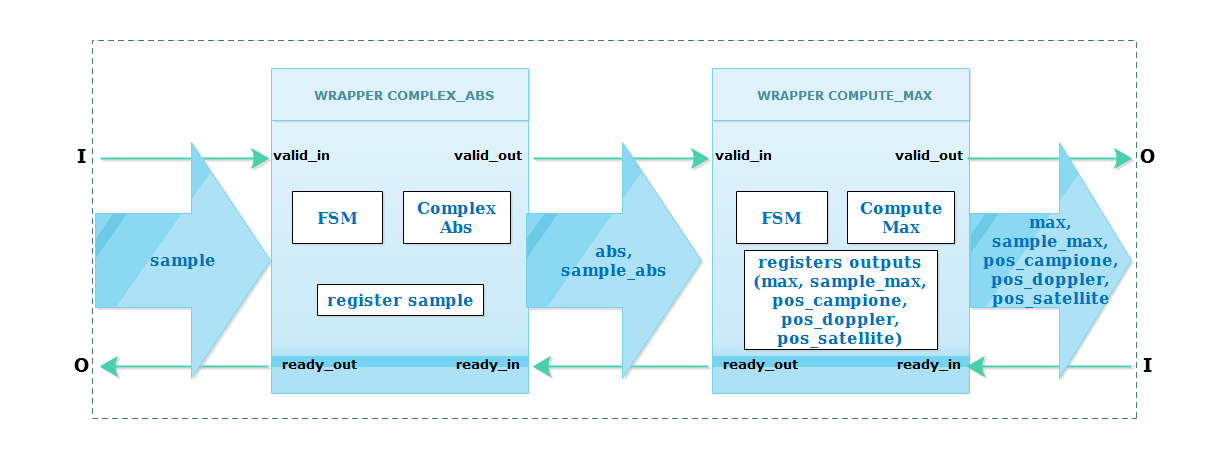 WRAPPER COMPLEX_ABS
WRAPPER COMPUTE_MAX
I
valid_in
valid_out
valid_in
valid_out
O
FSM
Complex
Abs
FSM
Compute
Max
sample
abs,
sample_abs
max,
sample_max,
pos_campione,
pos_doppler,
pos_satellite
register sample
registers outputs
(max, sample_max,
pos_campione,
pos_doppler,
pos_satellite)
O
ready_out
ready_in
ready_out
ready_in
I